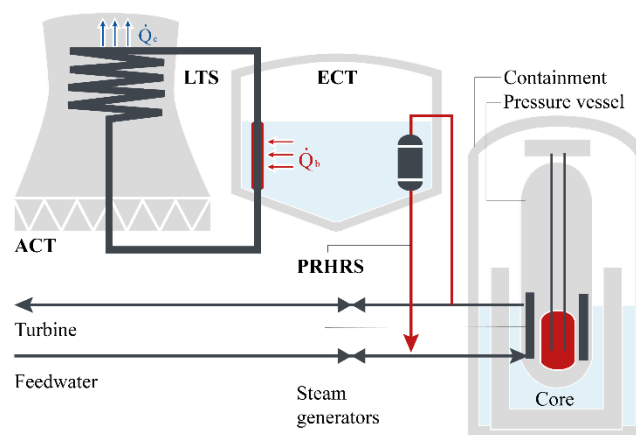 Q̇c
LTS
ECT
Containment
Pressure vessel
Q̇b
ACT
PRHRS
Turbine
Feedwater
Steam
generators
Core